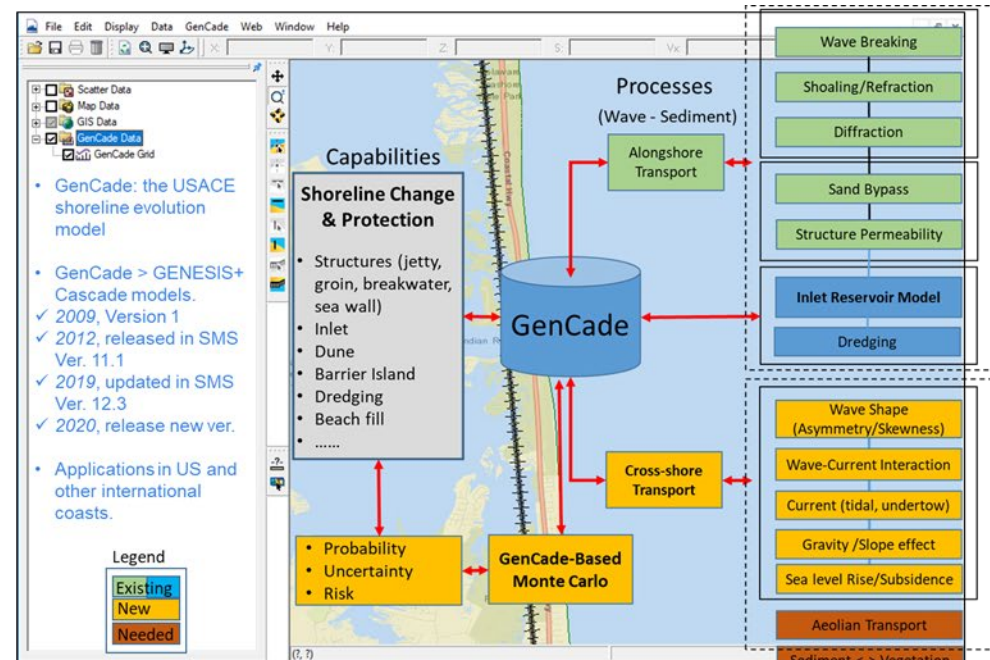 File Edit Display Data GenCade Web Window Help
X: Y: Z: S: Vx:
Scatter Data
Map Data
GIS Data
GenCade Data
GenCade Grid
• GenCade: the USACE
shoreline evolution
model
• GenCade > GENESIS+
Cascade models.
✓ 2009, Version 1
✓ 2012, released in SMS
Ver. 11.1
✓ 2019, updated in SMS
Ver. 12.3
✓ 2020, release new ver.
• Applications in US and
other international
coasts.
Legend
Existing
New
Needed
Capabilities
Shoreline Change
& Protection
• Structures (jetty,
groin, breakwater,
sea wall)
• Inlet
• Dune
• Barrier Island
• Dredging
• Beach fill
• ......
• Probability
• Uncertainty
• Risk
GenCade-Based
Monte Carlo
GenCade
Coastal Hwy
Processes
(Wave - Sediment)
Alongshore
Transport
Cross-shore
Transport
Wave Breaking
Shoaling/Refraction
Diffraction
Sand Bypass
Structure Permeability
Inlet Reservoir Model
Dredging
Wave Shape
(Asymmetry/Skewness)
Wave-Current Interaction
Current (tidal, undertow)
Gravity /Slope effect
Sea level Rise/Subsidence
Aeolian Transport
(?, ?)